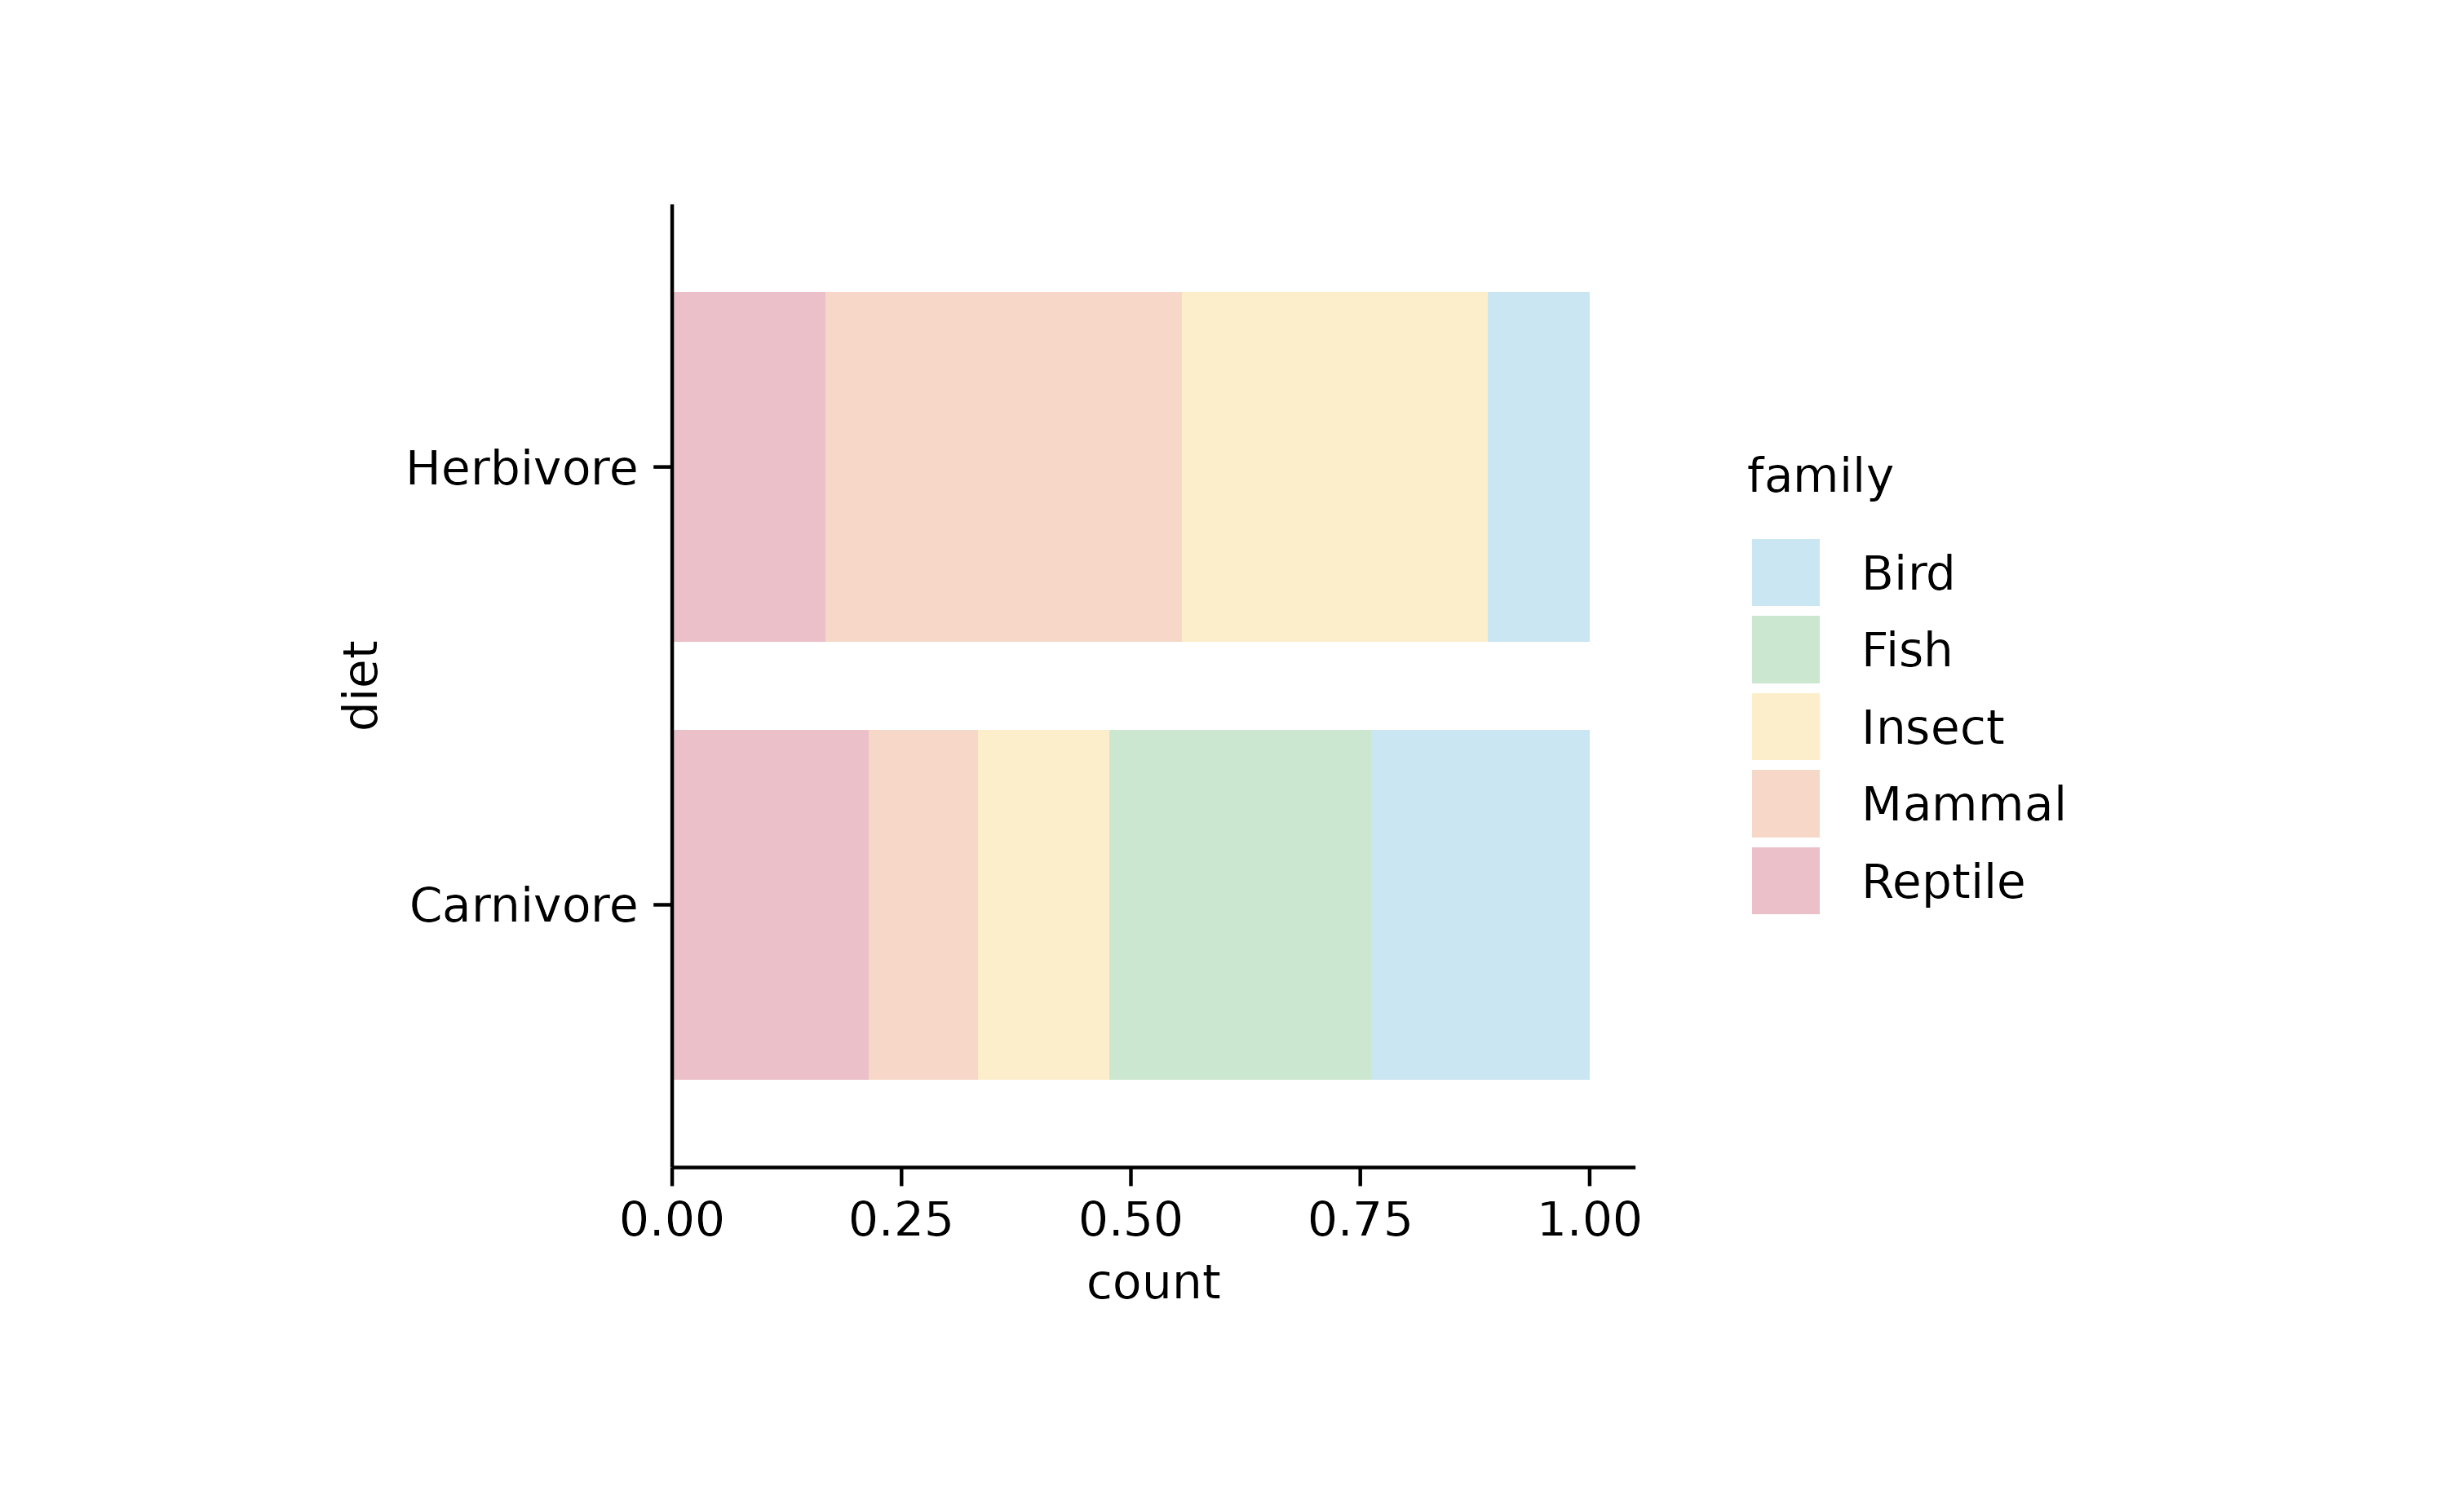 Herbivore
diet
Carnivore
0.00 0.25 0.50 0.75 1.00
count
family
Bird
Fish
Insect
Mammal
Reptile